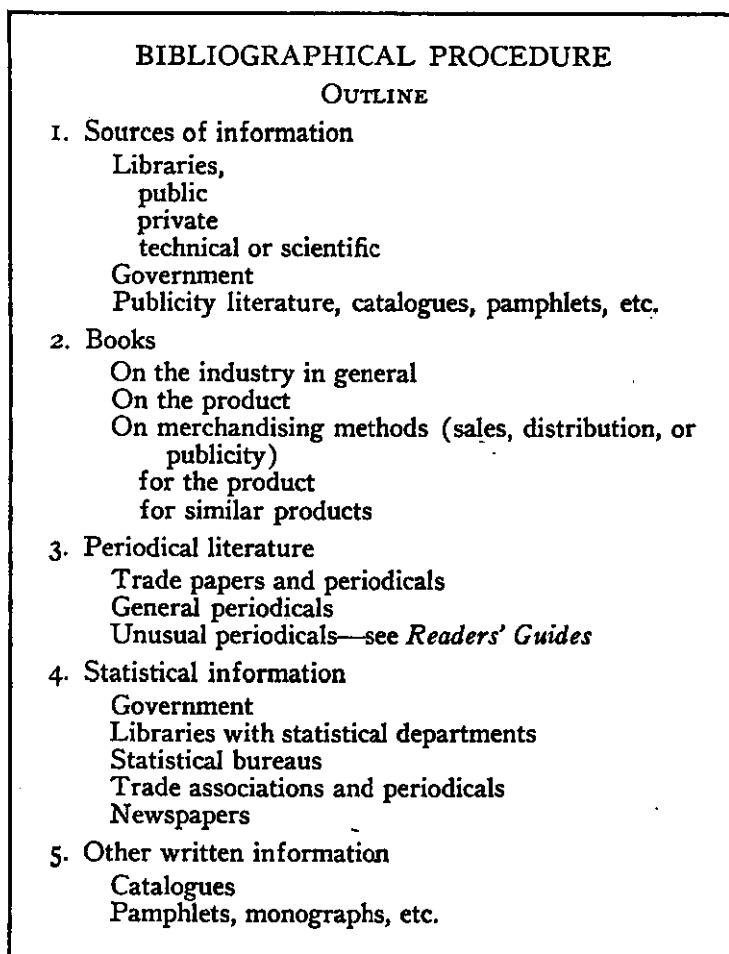 BIBLIOGRAPHICAL PROCEDURE
OUTLINE
1. Sources of information
Libraries,
public
private
technical or scientific
Government
Publicity literature, catalogues, pamphlets, etc.
2. Books
On the industry in general
On the product
On merchandising methods (sales, distribution, or
publicity)
for the product
for similar products
3. Periodical literature
Trade papers and periodicals
General periodicals
Unusual periodicals—see Readers' Guides
4. Statistical information
Government
Libraries with statistical departments
Statistical bureaus
Trade associations and periodicals
Newspapers
5. Other written information
Catalogues
Pamphlets, monographs, etc.